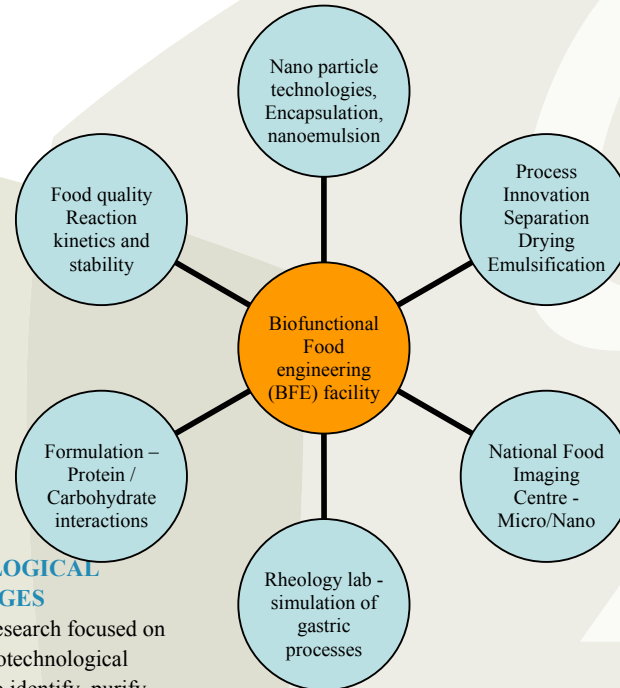 Nano particle
technologies,
Encapsulation,
nanoemulsion
Process
Innovation
Separation
Drying
Emulsification
Food quality
Reaction
kinetics and
stability
Biofunctional
Food
engineering
(BFE) facility
Formulation –
Protein /
Carbohydrate
interactions
National Food
Imaging
Centre -
Micro/Nano
Rheology lab -
simulation of
gastric
processes
LOGICAL
GES
esearch focused on
otechnological
identify, purify